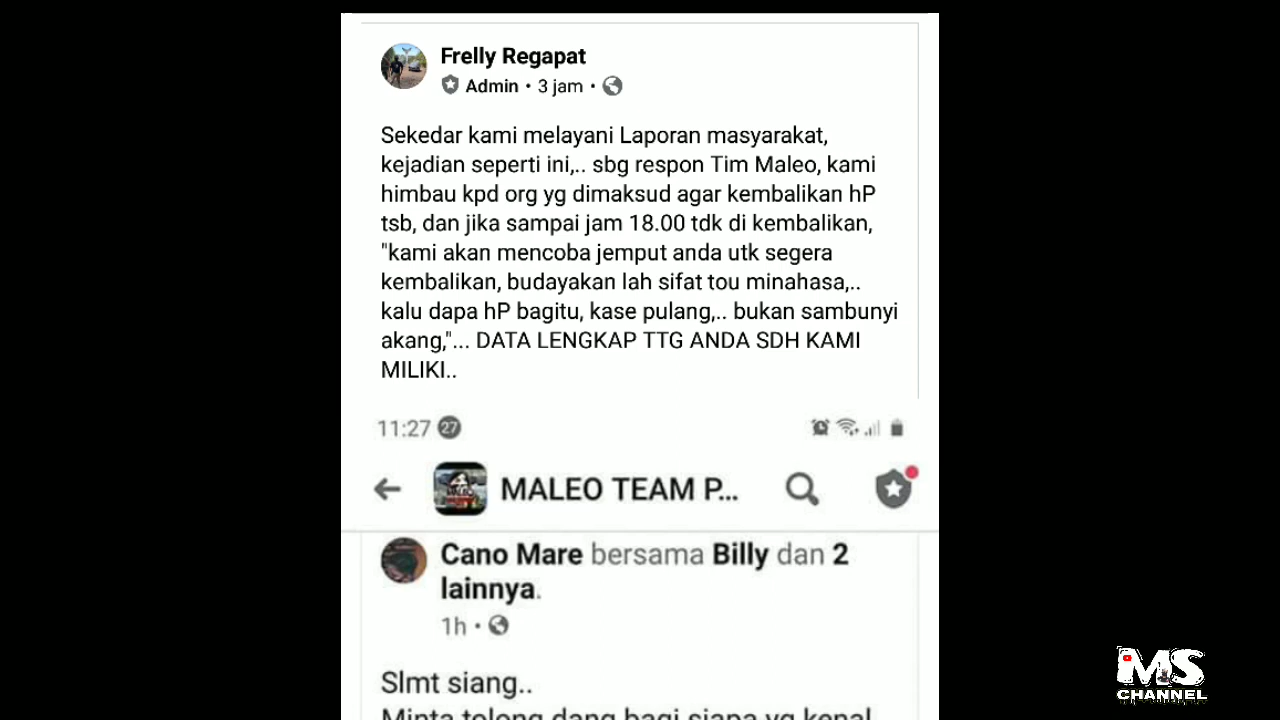 Frelly Regapat
Admin • 3 jam •
Sekedar kami melayani Laporan masyarakat,
kejadian seperti ini,.. sbg respon Tim Maleo, kami
himbau kpd org yg dimaksud agar kembalikan hP
tsb, dan jika sampai jam 18.00 tdk di kembalikan,
"kami akan mencoba jemput anda utk segera
kembalikan, budayakan lah sifat tou minahasa,..
kalu dapa hP bagitu, kase pulang,.. bukan sambunyi
akang,"... DATA LENGKAP TTG ANDA SDH KAMI
MILIKI..
11:27 27
MALEO TEAM P...
Cano Mare bersama Billy dan 2
lainnya.
1h •
Slmt siang..
Minta tolong dang bagi siapa yg kenal
MS
CHANNEL